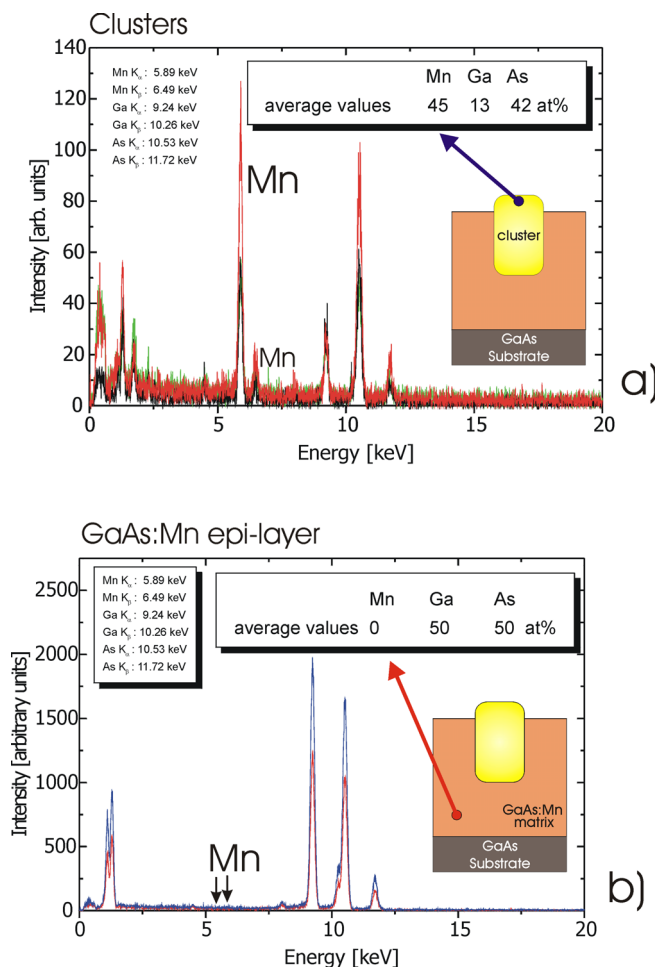 Clusters
140
120
100
80
60
40
20
0
Intensity [arb. units]
Mn Kα : 5.89 keV
Mn Kβ : 6.49 keV
Ga Kα : 9.24 keV
Ga Kβ : 10.26 keV
As Kα : 10.53 keV
As Kβ : 11.72 keV
Mn Ga As
average values 45 13 42 at%
Mn
Mn
cluster
GaAs
Substrate
0 5 10 15 20
Energy [keV]
a)
GaAs:Mn epi-layer
2500
2000
1500
1000
500
0
Intensity [arbitrary units]
Mn Kα : 5.89 keV
Mn Kβ : 6.49 keV
Ga Kα : 9.24 keV
Ga Kβ : 10.26 keV
As Kα : 10.53 keV
As Kβ : 11.72 keV
Mn Ga As
average values 0 50 50 at%
Mn
GaAs:Mn
matrix
GaAs
Substrate
0 5 10 15 20
Energy [keV]
b)